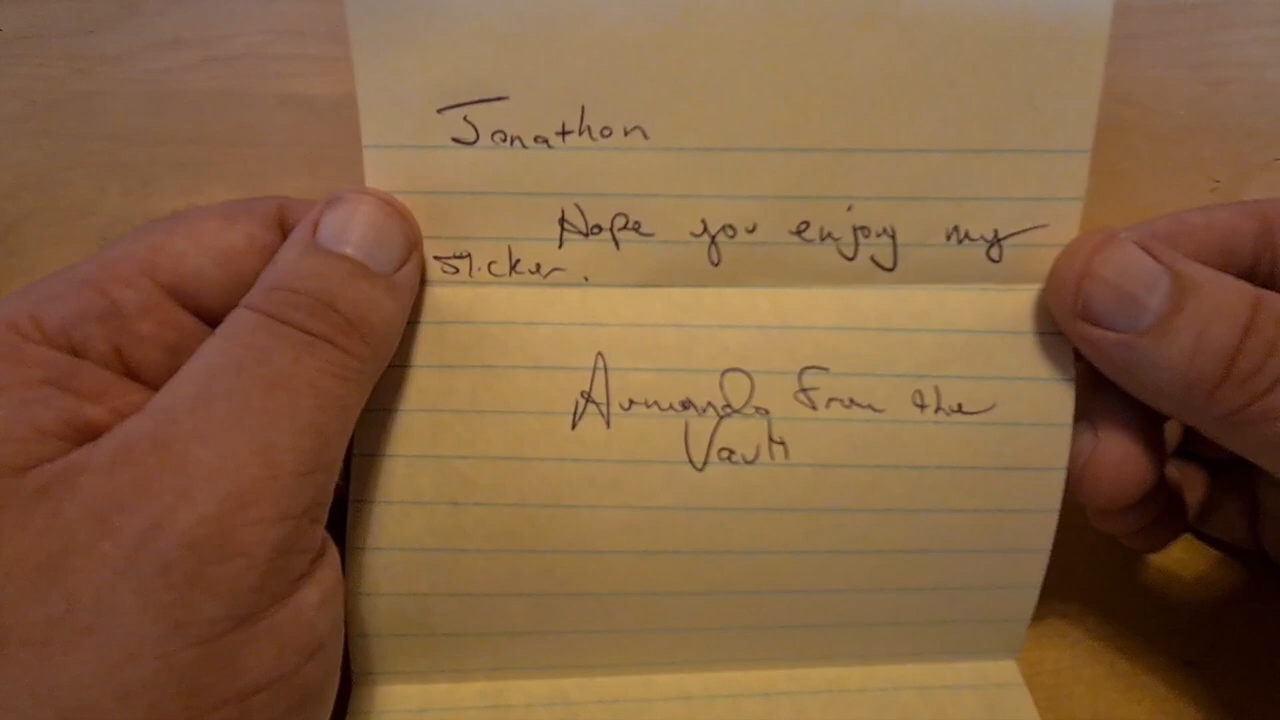 Jonathon
Hope you enjoy my
sticker.
Armando From the
Vault